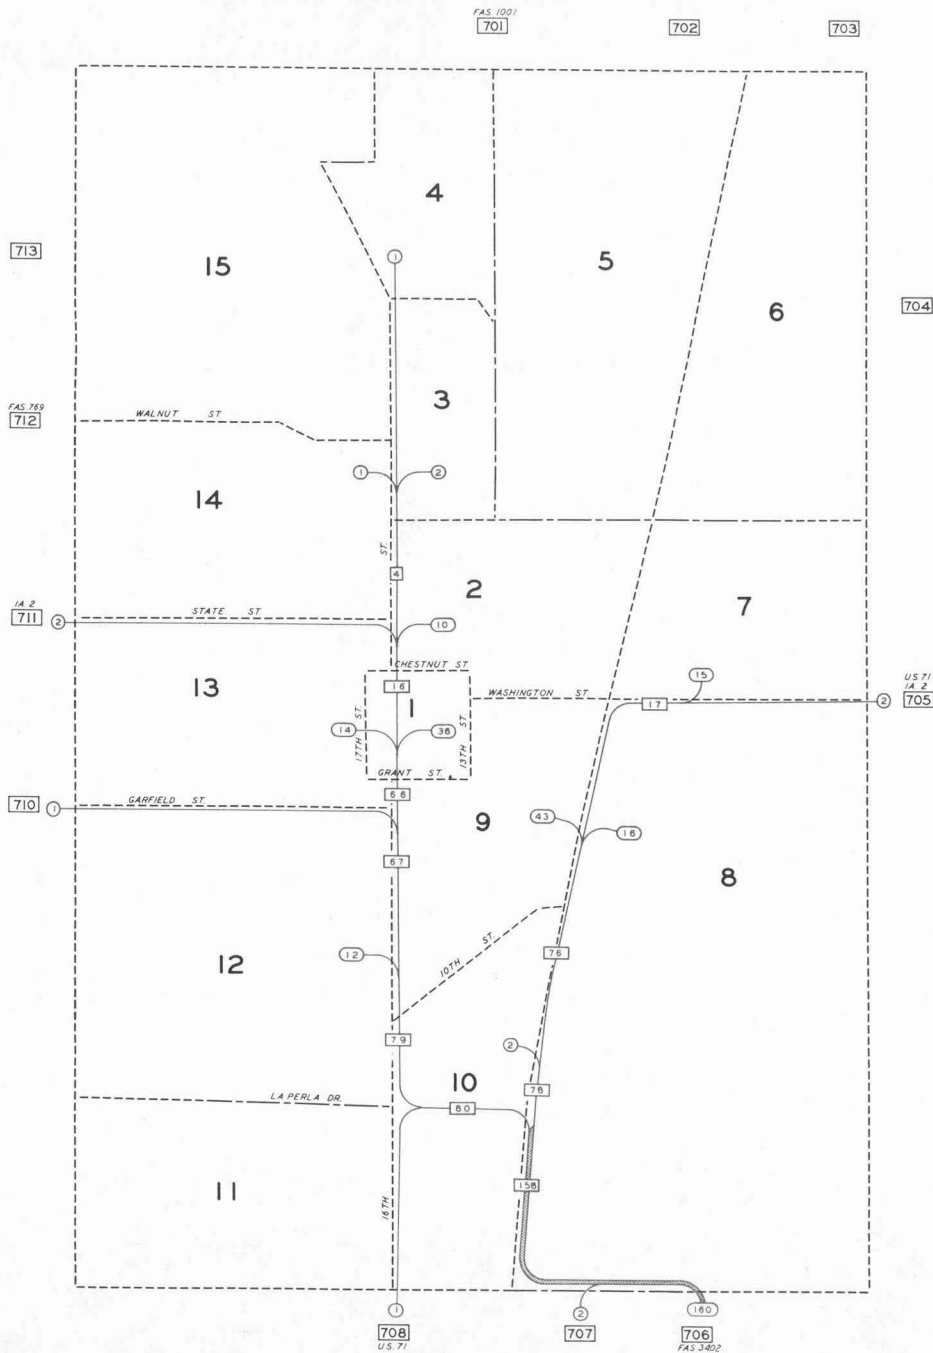 FAS 1001
701
702
703
4
713
15
5
1
6
704
3
FAS 769
712
WALNUT ST
1
2
14
ST.
4
2
7
IA. 2
711
2
STATE ST.
10
CHESTNUT ST
13
16
1
15
U.S. 71
IA. 2
705
WASHINGTON ST.
17
2
17TH ST.
14
36
13TH ST.
GRANT ST.
710
1
GARFIELD ST.
66
9
43
16
67
8
12
12
10TH ST.
76
79
2
10
78
LA PERLA DR.
80
11
16TH
158
1
2
160
708
U.S. 71
707
706
FAS 3402